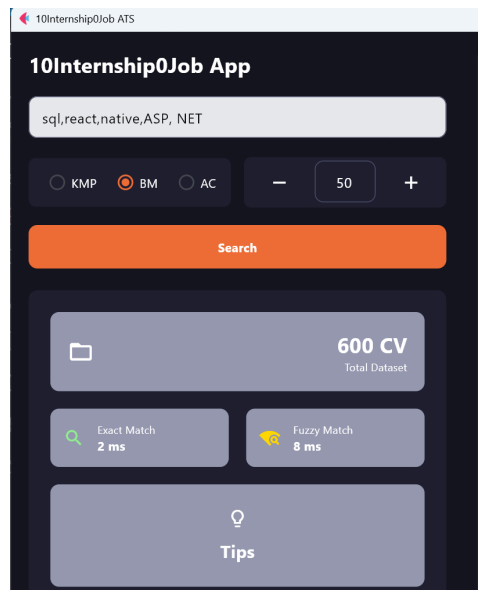 10Internship0Job ATS
10Internship0Job App
sql,react,native,ASP, NET
KMP BM AC − 50 +
Search
600 CV
Total Dataset
Exact Match
2 ms
Fuzzy Match
8 ms
Tips